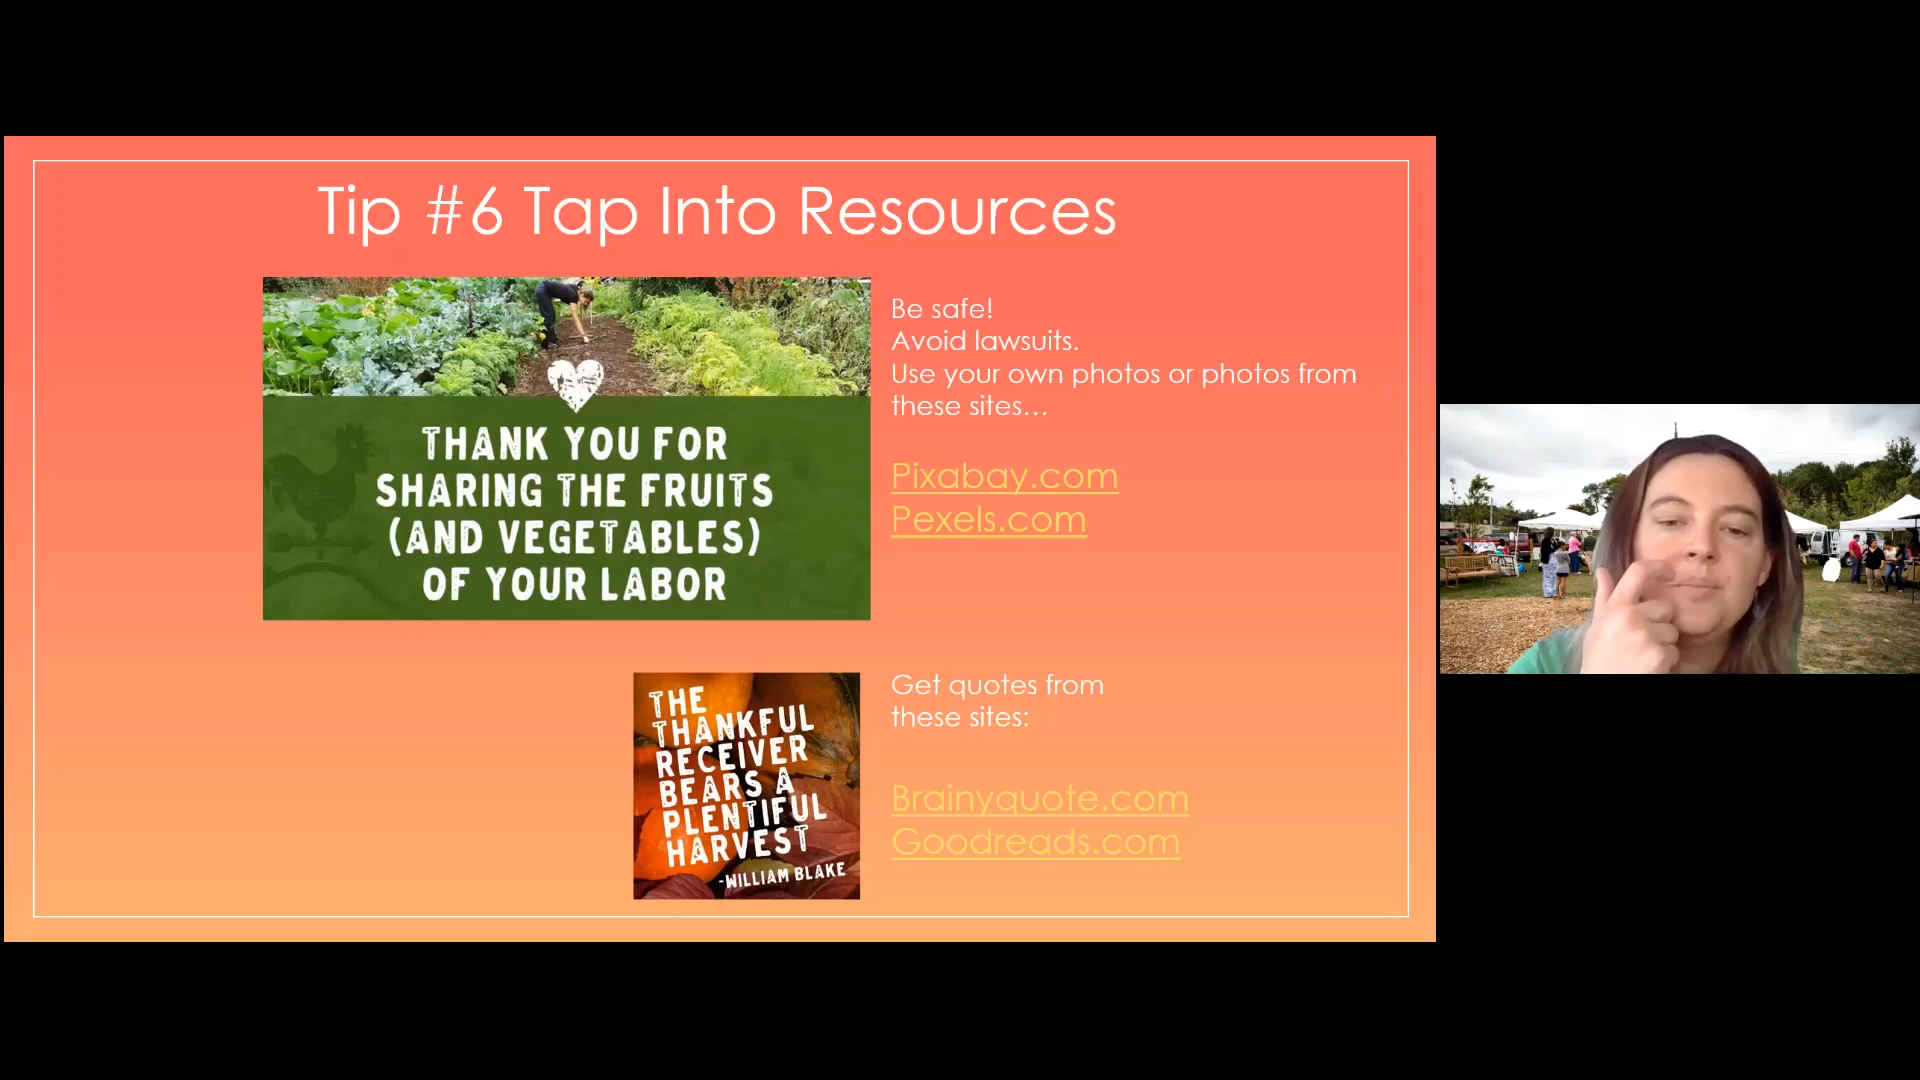 Tip #6 Tap Into Resources
THANK YOU FOR
SHARING THE FRUITS
(AND VEGETABLES)
OF YOUR LABOR
Be safe!
Avoid lawsuits.
Use your own photos or photos from
these sites...
Pixabay.com
Pexels.com
THE
THANKFUL
RECEIVER
BEARS A
PLENTIFUL
HARVEST
-WILLIAM BLAKE
Get quotes from
these sites:
Brainyquote.com
Goodreads.com